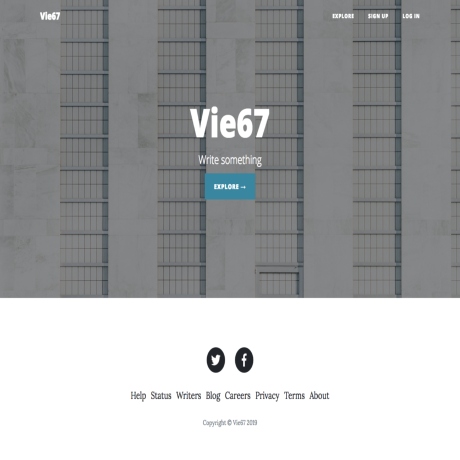 Vie67
EXPLORE SIGN UP LOG IN
Vie67
Write something
EXPLORE →
Help Status Writers Blog Careers Privacy Terms About
Copyright © Vie67 2019